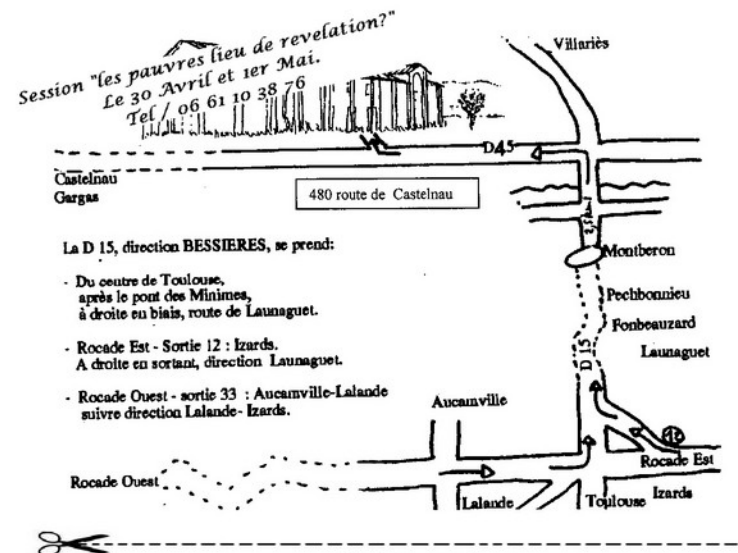 Session "les pauvres lieu de revelation?"
Le 30 Avril et 1er Mai.
Tel / 06 61 10 38 76
Villariès
D45
Castelnau
Gargas
480 route de Castelnau
2,5km
La D 15, direction BESSIERES, se prend:
Montberon
- Du centre de Toulouse,
après le pont des Minimes,
à droite en biais, route de Launaguet.
Pechbonnieu
Fonbeauzard
Launaguet
D 15
- Rocade Est - Sortie 12 : Izards.
A droite en sortant, direction Launaguet.
- Rocade Ouest - sortie 33 : Aucamville-Lalande
suivre direction Lalande- Izards.
Aucamville
12
Rocade Est
Rocade Ouest
Lalande
Toulouse
Izards